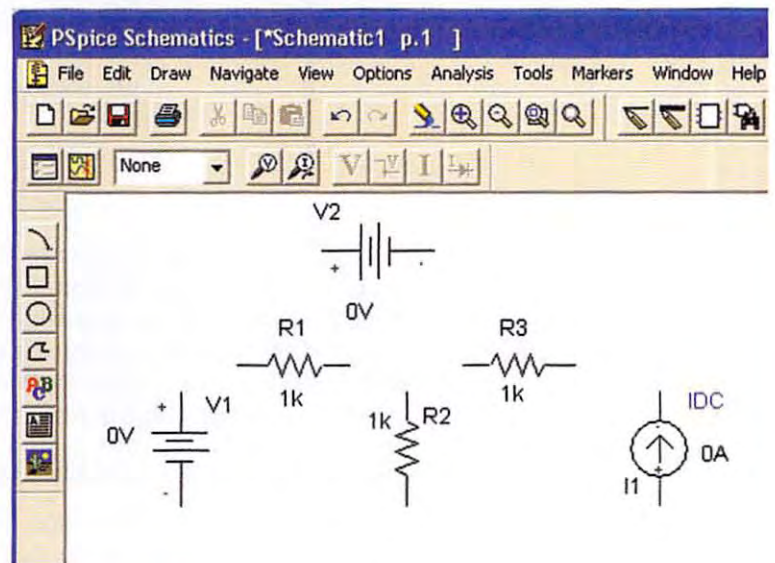 PSpice Schematics - [*Schematic1 p.1 ]
File Edit Draw Navigate View Options Analysis Tools Markers Window Help
None V I V I
ACB
V2
+ -
0V
R1
1k
R3
1k
+ V1
0V
-
1k R2
IDC
- 0A
+
I1